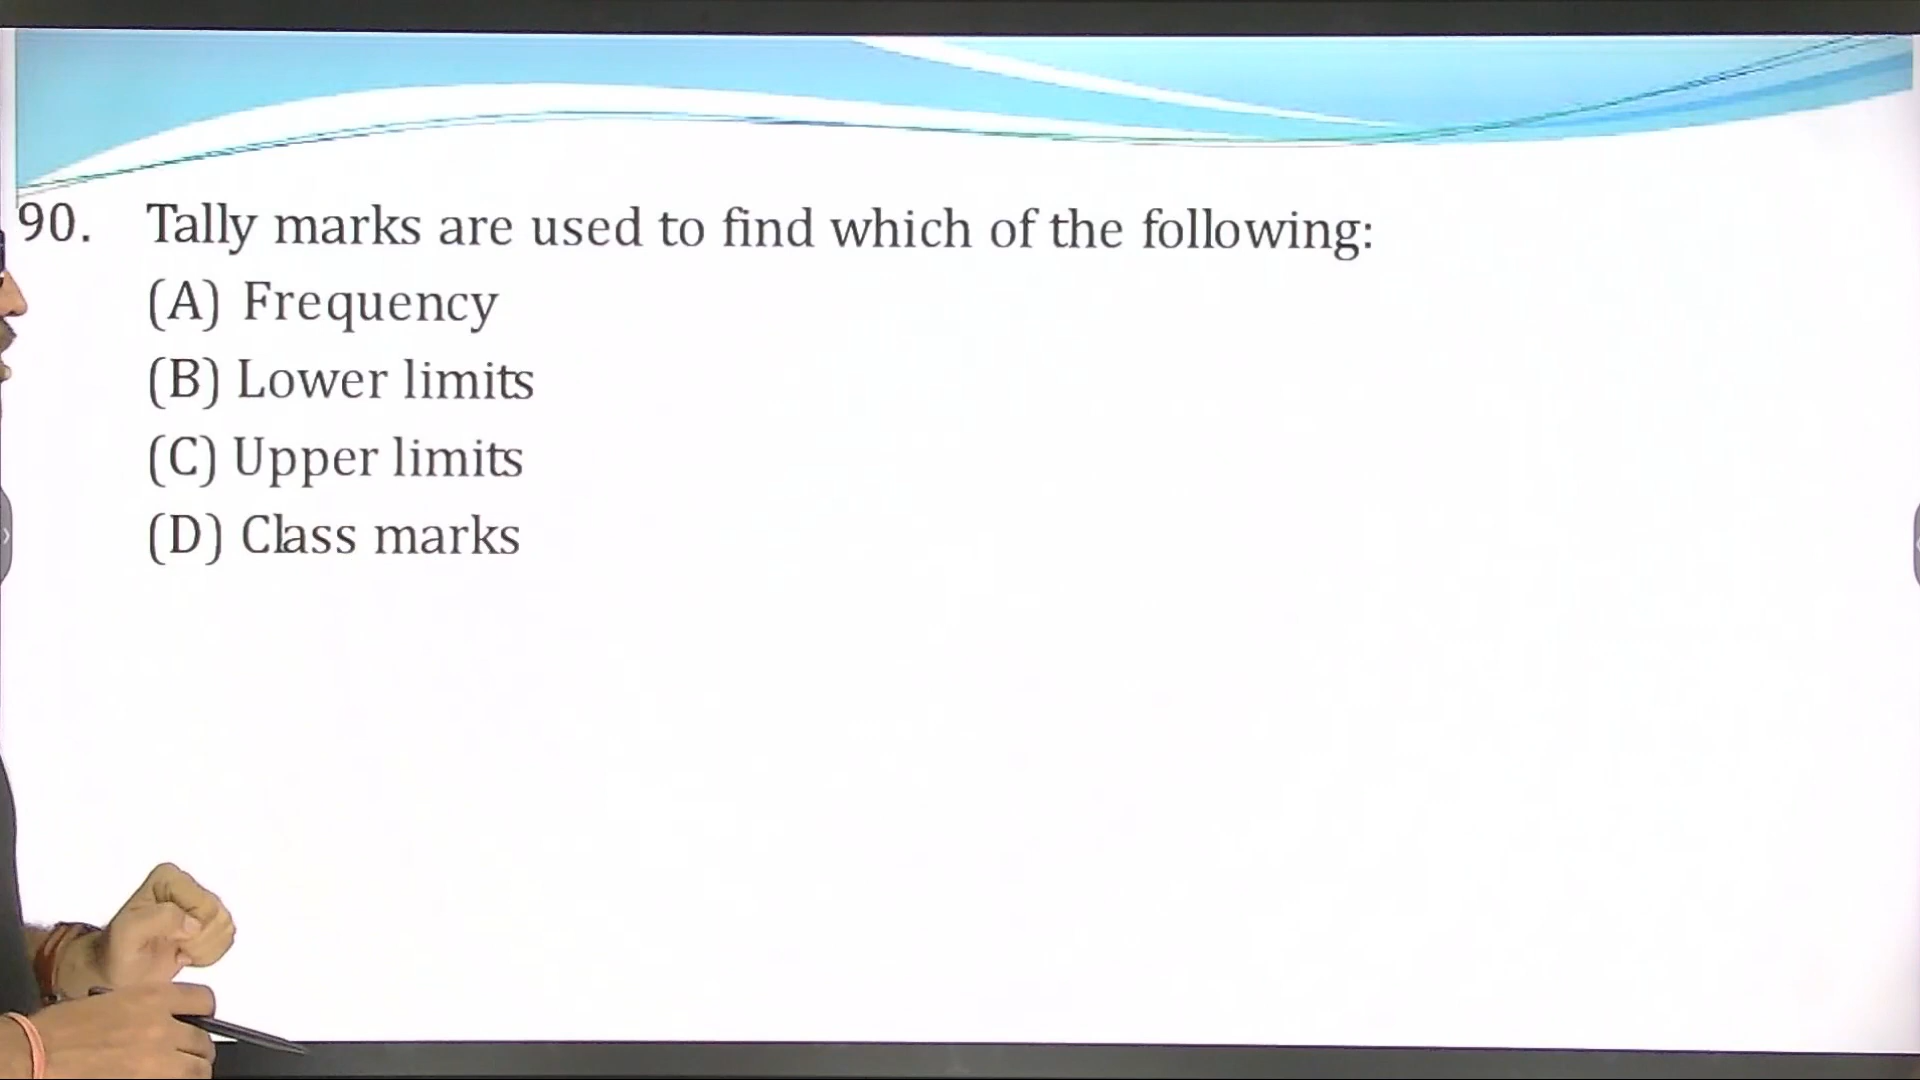 90. Tally marks are used to find which of the following:
(A) Frequency
(B) Lower limits
(C) Upper limits
(D) Class marks